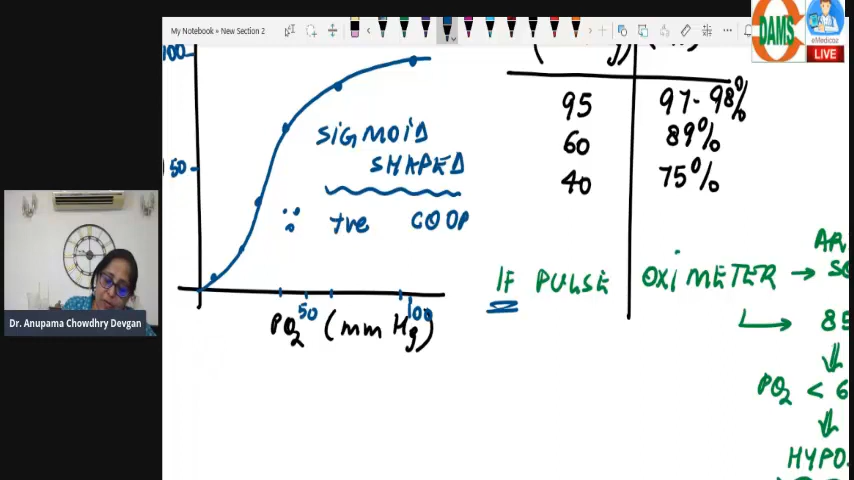 My Notebook » New Section 2
DAMS
eMedicoz
LIVE
100
50
SIGMOID
SHAPED
∵ +ve COOP
50 100
PO2 (mm Hg)
95 97-98%
60 89%
40 75%
IF PULSE OXIMETER → 
↳ 85
⇓
PO2 < 6
⇓
HYPO
Dr. Anupama Chowdhry Devgan